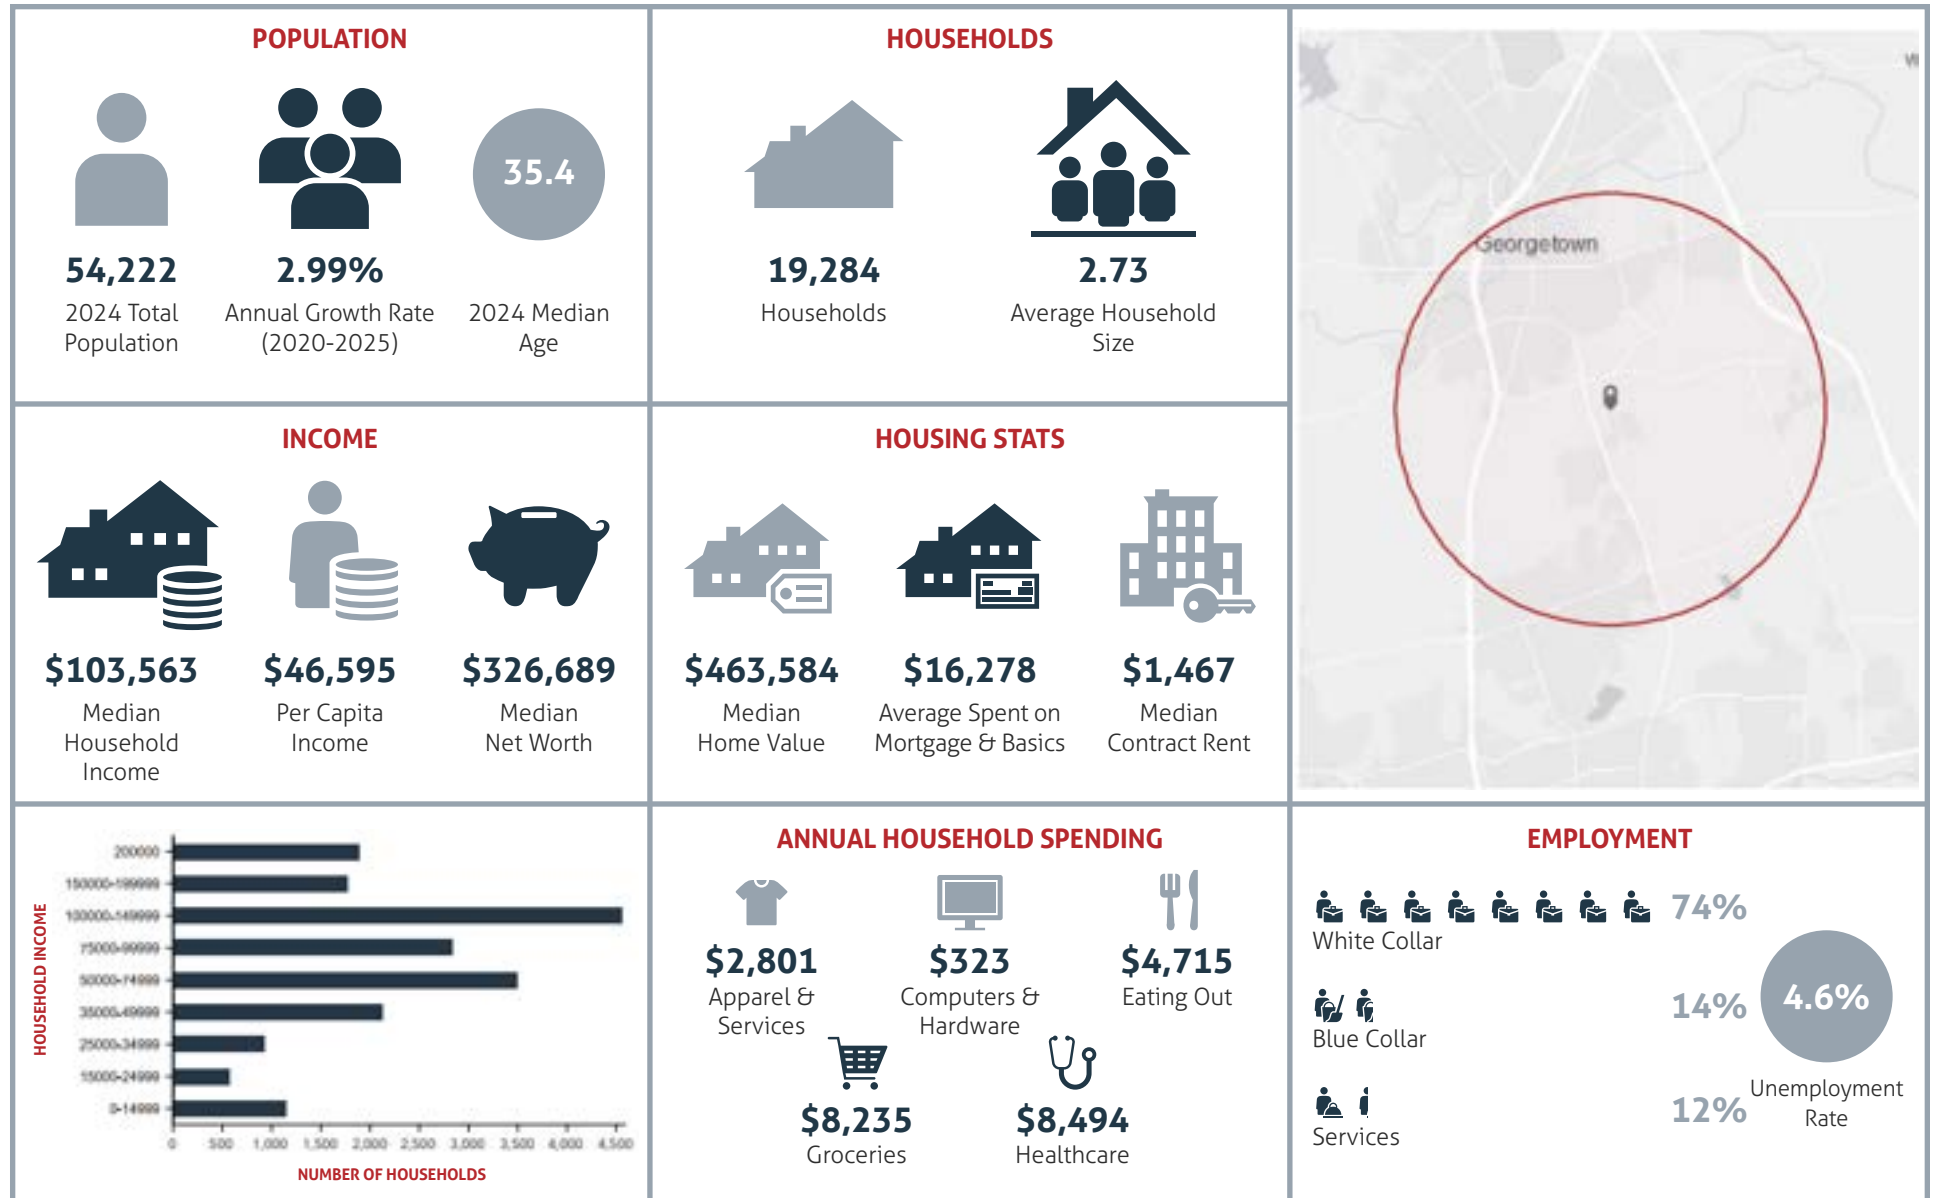 POPULATION
35.4
54,222
2024 Total
Population
2.99%
Annual Growth Rate
(2020-2025)
2024 Median
Age
HOUSEHOLDS
19,284
Households
2.73
Average Household
Size
Georgetown
INCOME
$103,563
Median
Household
Income
$46,595
Per Capita
Income
$326,689
Median
Net Worth
HOUSING STATS
$463,584
Median
Home Value
$16,278
Average Spent on
Mortgage & Basics
$1,467
Median
Contract Rent
HOUSEHOLD INCOME
200000
150000-199999
100000-149999
75000-99999
50000-74999
35000-49999
25000-34999
15000-24999
0-14999
0 500 1,000 1,500 2,000 2,500 3,000 3,500 4,000 4,500
NUMBER OF HOUSEHOLDS
ANNUAL HOUSEHOLD SPENDING
$2,801
Apparel &
Services
$323
Computers &
Hardware
$4,715
Eating Out
$8,235
Groceries
$8,494
Healthcare
EMPLOYMENT
74%
White Collar
14%
Blue Collar
12%
Services
4.6%
Unemployment
Rate